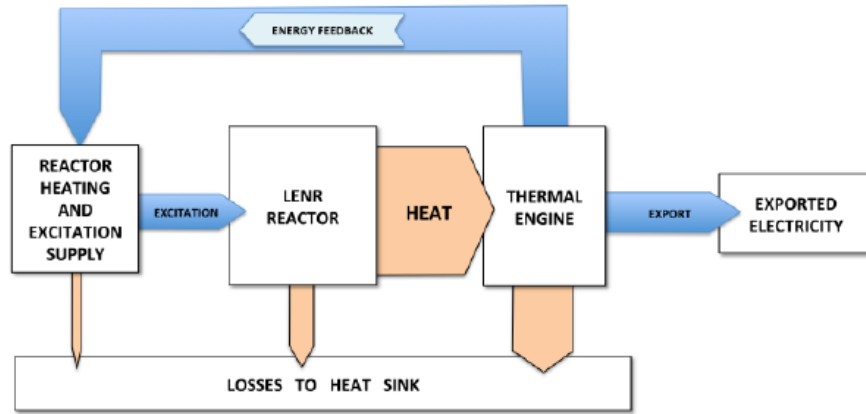 ENERGY FEEDBACK
REACTOR
HEATING
AND
EXCITATION
SUPPLY
EXCITATION
LENR
REACTOR
HEAT
THERMAL
ENGINE
EXPORT
EXPORTED
ELECTRICITY
LOSSES TO HEAT SINK